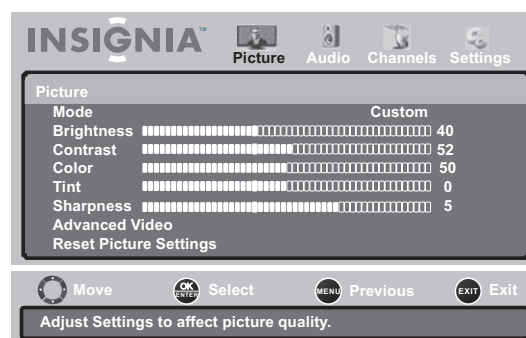 INSIGNIA™
Picture Audio Channels Settings
Picture
Mode Custom
Brightness 40
Contrast 52
Color 50
Tint 0
Sharpness 5
Advanced Video
Reset Picture Settings
Move OK ENTER Select MENU Previous EXIT Exit
Adjust Settings to affect picture quality.